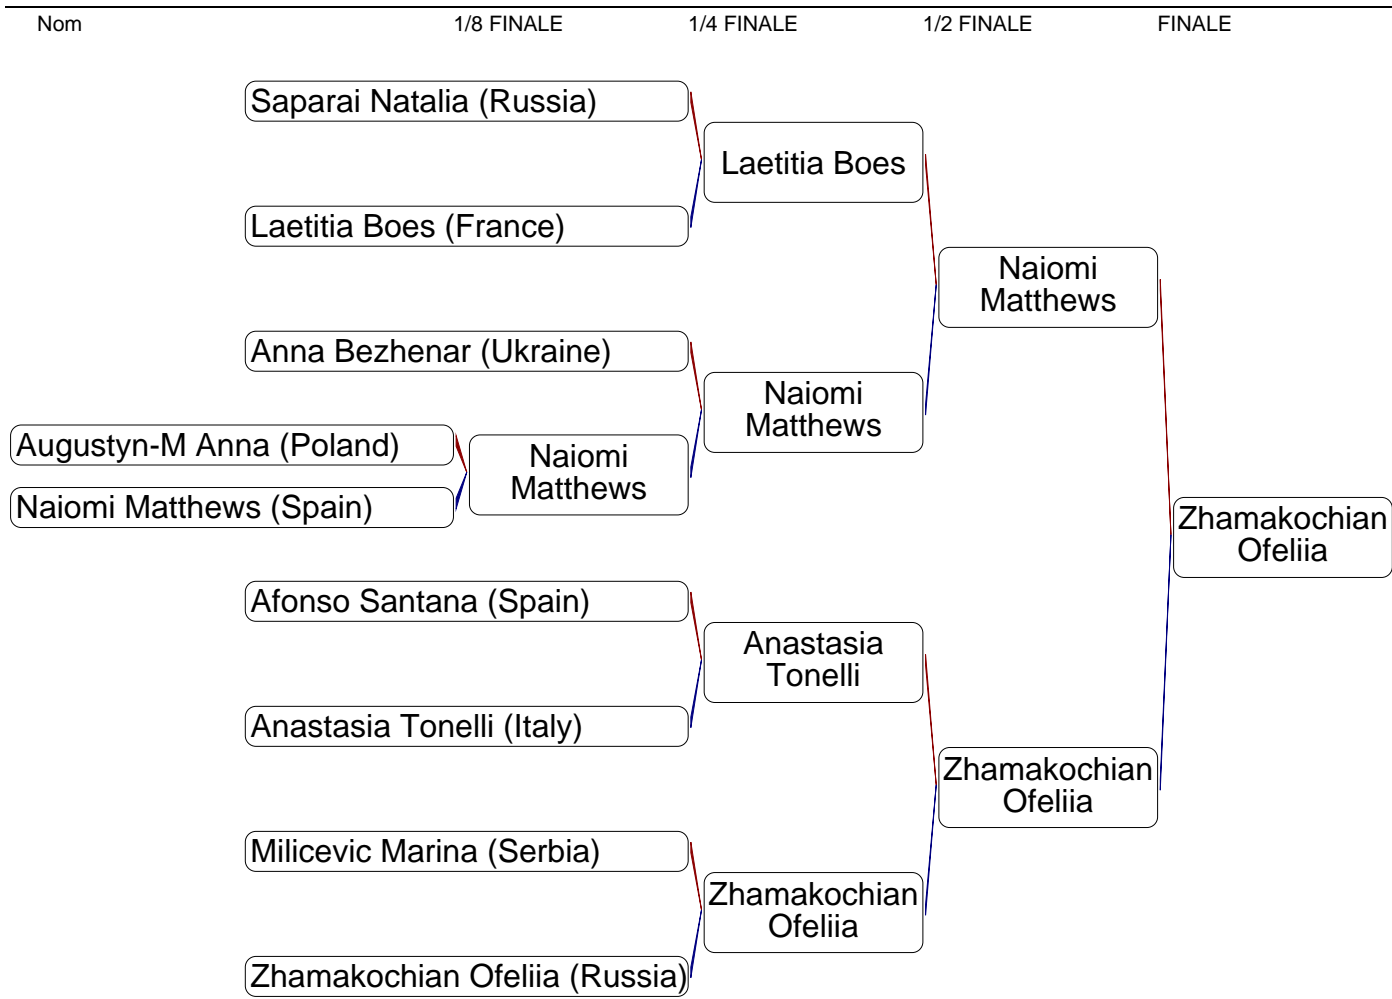 Nom 1/8 FINALE 1/4 FINALE 1/2 FINALE FINALE
Saparai Natalia (Russia)
Laetitia Boes
Laetitia Boes (France)
Naiomi
Matthews
Anna Bezhenar (Ukraine)
Naiomi
Matthews
Augustyn-M Anna (Poland)
Naiomi
Matthews
Naiomi Matthews (Spain)
Zhamakochian
Ofeliia
Afonso Santana (Spain)
Anastasia
Tonelli
Anastasia Tonelli (Italy)
Zhamakochian
Ofeliia
Milicevic Marina (Serbia)
Zhamakochian
Ofeliia
Zhamakochian Ofeliia (Russia)